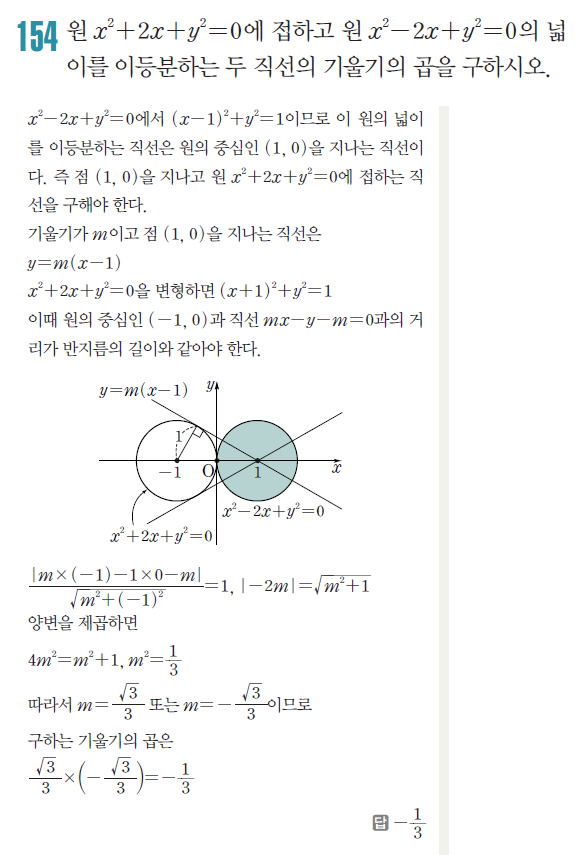 154 원 x²+2x+y²=0에 접하고 원 x²-2x+y²=0의 넓
이를 이등분하는 두 직선의 기울기의 곱을 구하시오.
x²-2x+y²=0에서 (x-1)²+y²=1이므로 이 원의 넓이
를 이등분하는 직선은 원의 중심인 (1, 0)을 지나는 직선이
다. 즉 점 (1, 0)을 지나고 원 x²+2x+y²=0에 접하는 직
선을 구해야 한다.
기울기가 m이고 점 (1, 0)을 지나는 직선은
y=m(x-1)
x²+2x+y²=0을 변형하면 (x+1)²+y²=1
이때 원의 중심인 (-1, 0)과 직선 mx-y-m=0과의 거
리가 반지름의 길이와 같아야 한다.
y=m(x-1) y
1
-1 O 1 x
x²-2x+y²=0
x²+2x+y²=0
|m×(-1)-1×0-m|/√(m²+(-1)²)=1, |-2m|=√(m²+1)
양변을 제곱하면
4m²=m²+1, m²=1/3
따라서 m=√3/3 또는 m=-√3/3이므로
구하는 기울기의 곱은
√3/3×(-√3/3)=-1/3
답 -1/3